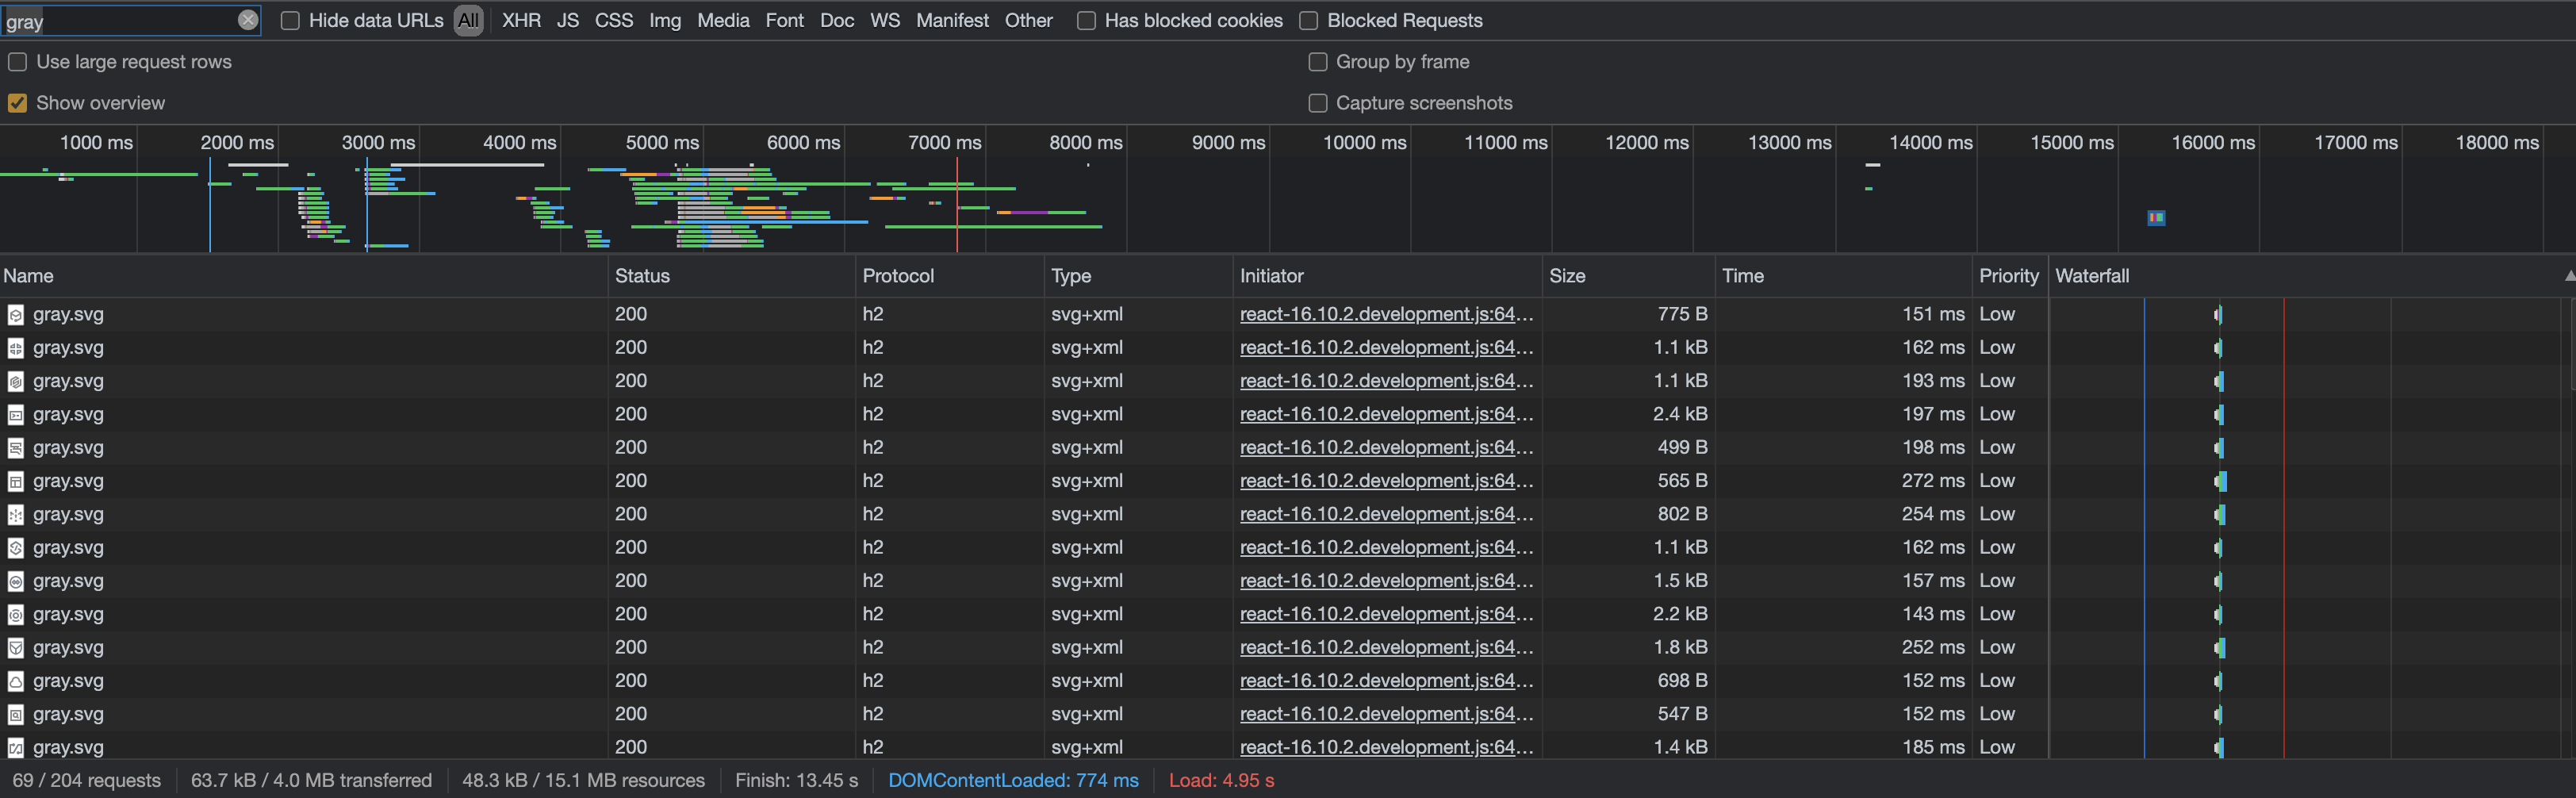 gray Hide data URLs All XHR JS CSS Img Media Font Doc WS Manifest Other Has blocked cookies Blocked Requests
Use large request rows Group by frame
Show overview Capture screenshots
1000 ms 2000 ms 3000 ms 4000 ms 5000 ms 6000 ms 7000 ms 8000 ms 9000 ms 10000 ms 11000 ms 12000 ms 13000 ms 14000 ms 15000 ms 16000 ms 17000 ms 18000 ms
Name Status Protocol Type Initiator Size Time Priority Waterfall
gray.svg 200 h2 svg+xml react-16.10.2.development.js:64… 775 B 151 ms Low
gray.svg 200 h2 svg+xml react-16.10.2.development.js:64… 1.1 kB 162 ms Low
gray.svg 200 h2 svg+xml react-16.10.2.development.js:64… 1.1 kB 193 ms Low
gray.svg 200 h2 svg+xml react-16.10.2.development.js:64… 2.4 kB 197 ms Low
gray.svg 200 h2 svg+xml react-16.10.2.development.js:64… 499 B 198 ms Low
gray.svg 200 h2 svg+xml react-16.10.2.development.js:64… 565 B 272 ms Low
gray.svg 200 h2 svg+xml react-16.10.2.development.js:64… 802 B 254 ms Low
gray.svg 200 h2 svg+xml react-16.10.2.development.js:64… 1.1 kB 162 ms Low
gray.svg 200 h2 svg+xml react-16.10.2.development.js:64… 1.5 kB 157 ms Low
gray.svg 200 h2 svg+xml react-16.10.2.development.js:64… 2.2 kB 143 ms Low
gray.svg 200 h2 svg+xml react-16.10.2.development.js:64… 1.8 kB 252 ms Low
gray.svg 200 h2 svg+xml react-16.10.2.development.js:64… 698 B 152 ms Low
gray.svg 200 h2 svg+xml react-16.10.2.development.js:64… 547 B 152 ms Low
gray.svg 200 h2 svg+xml react-16.10.2.development.js:64… 1.4 kB 185 ms Low
69 / 204 requests 63.7 kB / 4.0 MB transferred 48.3 kB / 15.1 MB resources Finish: 13.45 s DOMContentLoaded: 774 ms Load: 4.95 s